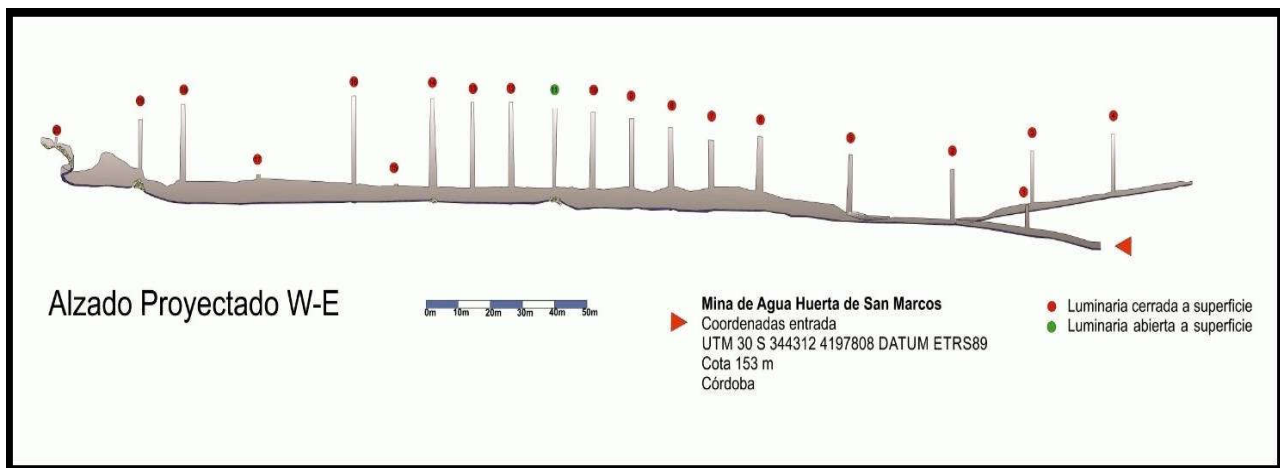 Alzado Proyectado W-E
0m 10m 20m 30m 40m 50m
Mina de Agua Huerta de San Marcos
Coordenadas entrada
UTM 30 S 344312 4197808 DATUM ETRS89
Cota 153 m
Córdoba
Luminaria cerrada a superficie
Luminaria abierta a superficie